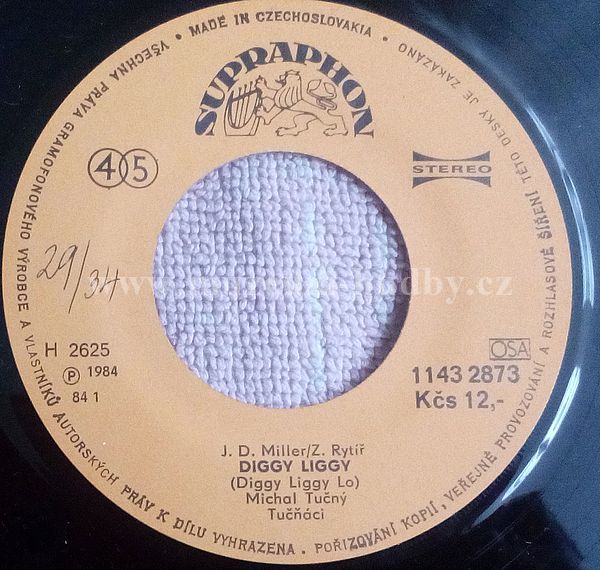 VŠECHNA PRÁVA GRAMOFONOVÉHO VÝROBCE A VLASTNÍKŮ AUTORSKÝCH PRÁV K DÍLU VYHRAZENA. POŘIZOVÁNÍ KOPIÍ, VEŘEJNÉ PROVOZOVÁNÍ A ROZHLASOVÉ ŠÍŘENÍ TÉTO DESKY JE ZAKÁZÁNO • MADE IN CZECHOSLOVAKIA •
SUPRAPHON
45
STEREO
29/34
dby.cz
H 2625
Ⓟ 1984
84 1
OSA
1143 2873
Kčs 12,-
J. D. Miller/Z. Rytíř
DIGGY LIGGY
(Diggy Liggy Lo)
Michal Tučný
Tučňáci